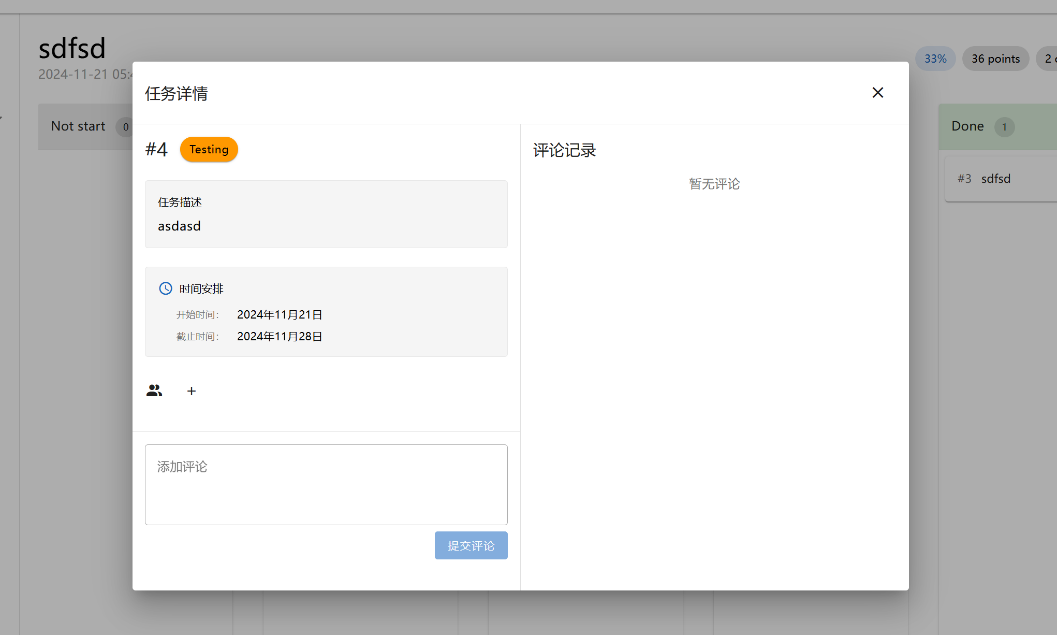 sdfsd
2024-11-21 05:
33%
36 points
2
Not start 0
Done 1
#3 sdfsd
任务详情
#4 Testing
任务描述
asdasd
时间安排
开始时间: 2024年11月21日
截止时间: 2024年11月28日
添加评论
提交评论
评论记录
暂无评论